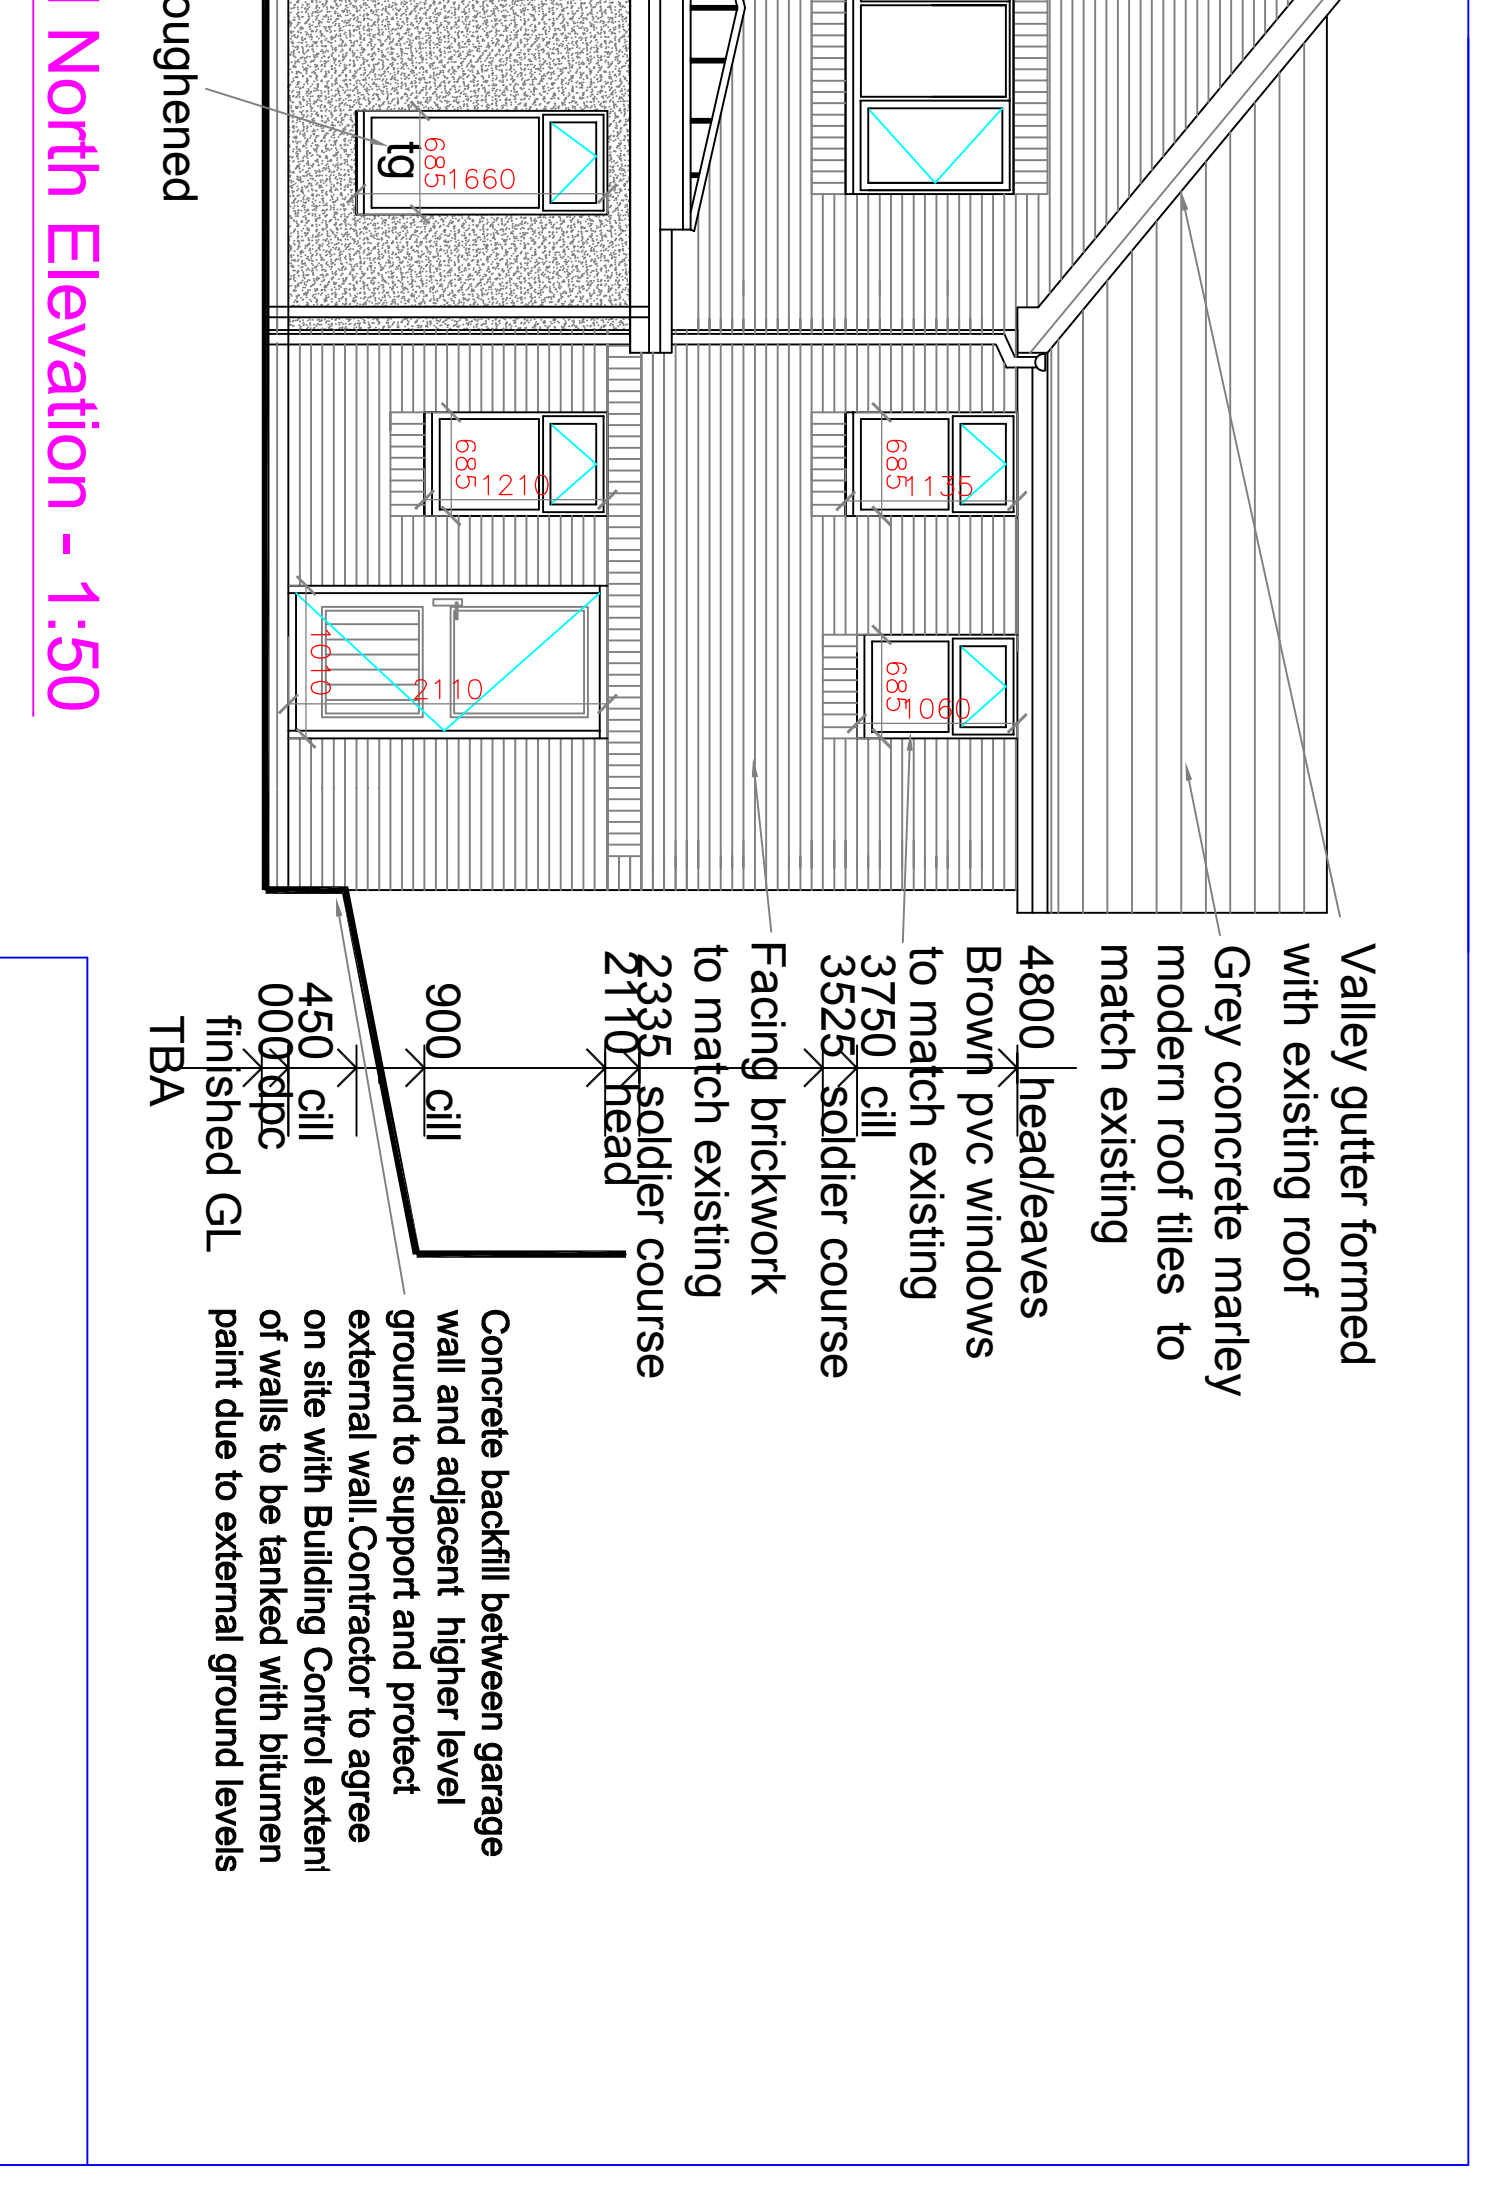 Valley gutter formed
with existing roof
Grey concrete marley
modern roof tiles to
match existing
4800 head/eaves
Brown pvc windows
to match existing
3750 cill
3525 soldier course
Facing brickwork
to match existing
2335 soldier course
2110 head
900 cill
450 cill
000 dpc
finished GL
TBA
Concrete backfill between garage
wall and adjacent higher level
ground to support and protect
external wall.Contractor to agree
on site with Building Control extent
of walls to be tanked with bitumen
paint due to external ground levels
685
1135
685
1060
tg
685
1660
685
1210
1010
2110
oughened
North Elevation - 1:50